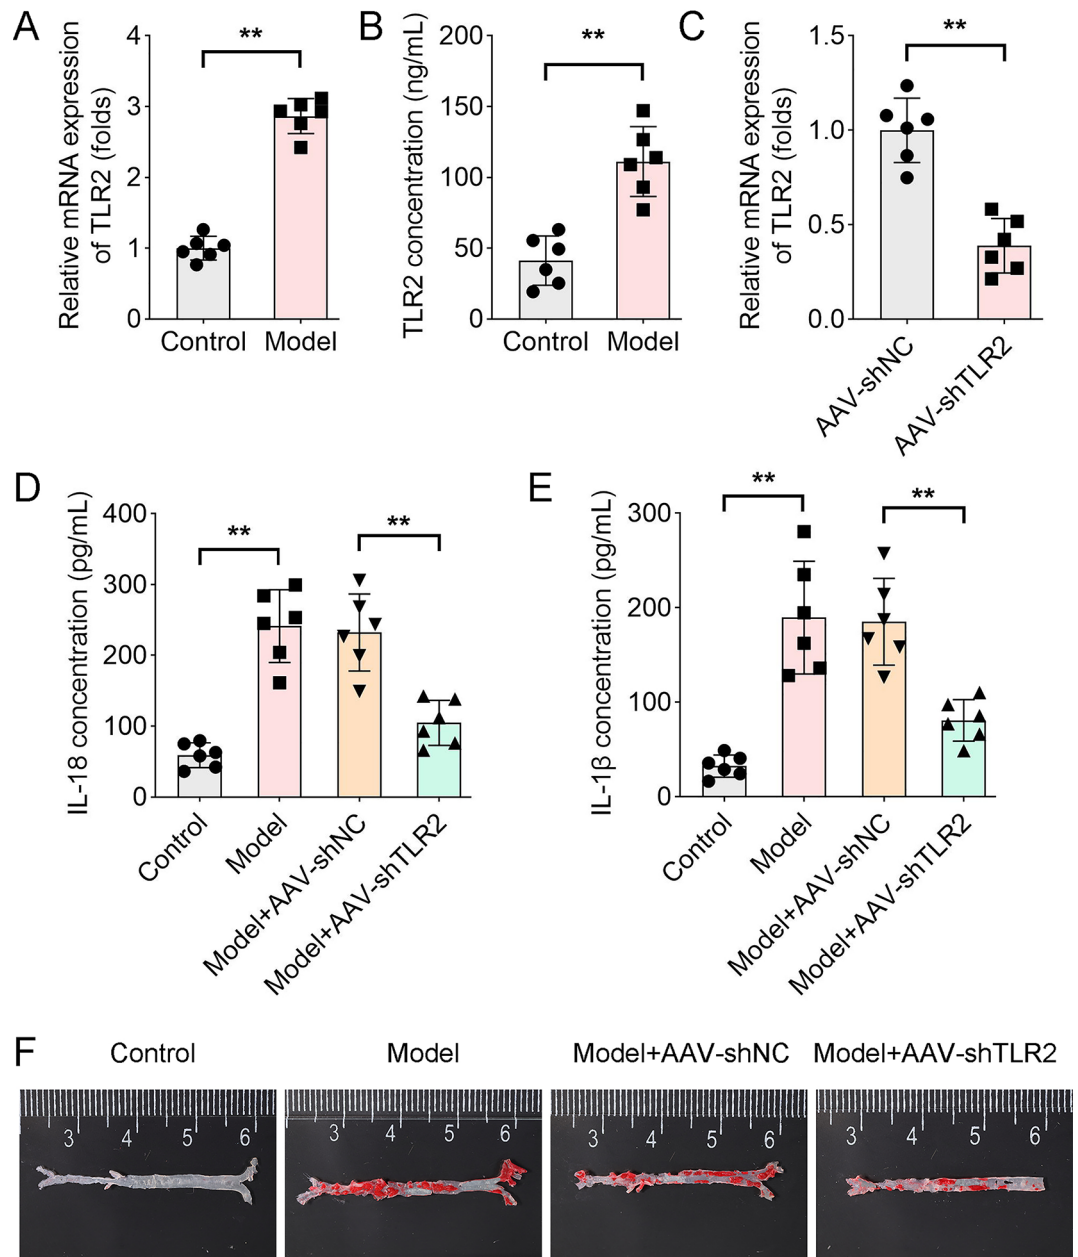 A
Relative mRNA expression
of TLR2 (folds)
4
3
2
1
0
**
Control
Model
B
TLR2 concentration (ng/mL)
200
150
100
50
0
**
Control
Model
C
Relative mRNA expression
of TLR2 (folds)
1.5
1.0
0.5
0.0
**
AAV-shNC
AAV-shTLR2
D
IL-18 concentration (pg/mL)
400
300
200
100
0
**
**
Control
Model
Model+AAV-shNC
Model+AAV-shTLR2
E
IL-1β concentration (pg/mL)
300
200
100
0
**
**
Control
Model
Model+AAV-shNC
Model+AAV-shTLR2
F
Control
Model
Model+AAV-shNC
Model+AAV-shTLR2
3 4 5 6
3 4 5 6
3 4 5 6
3 4 5 6